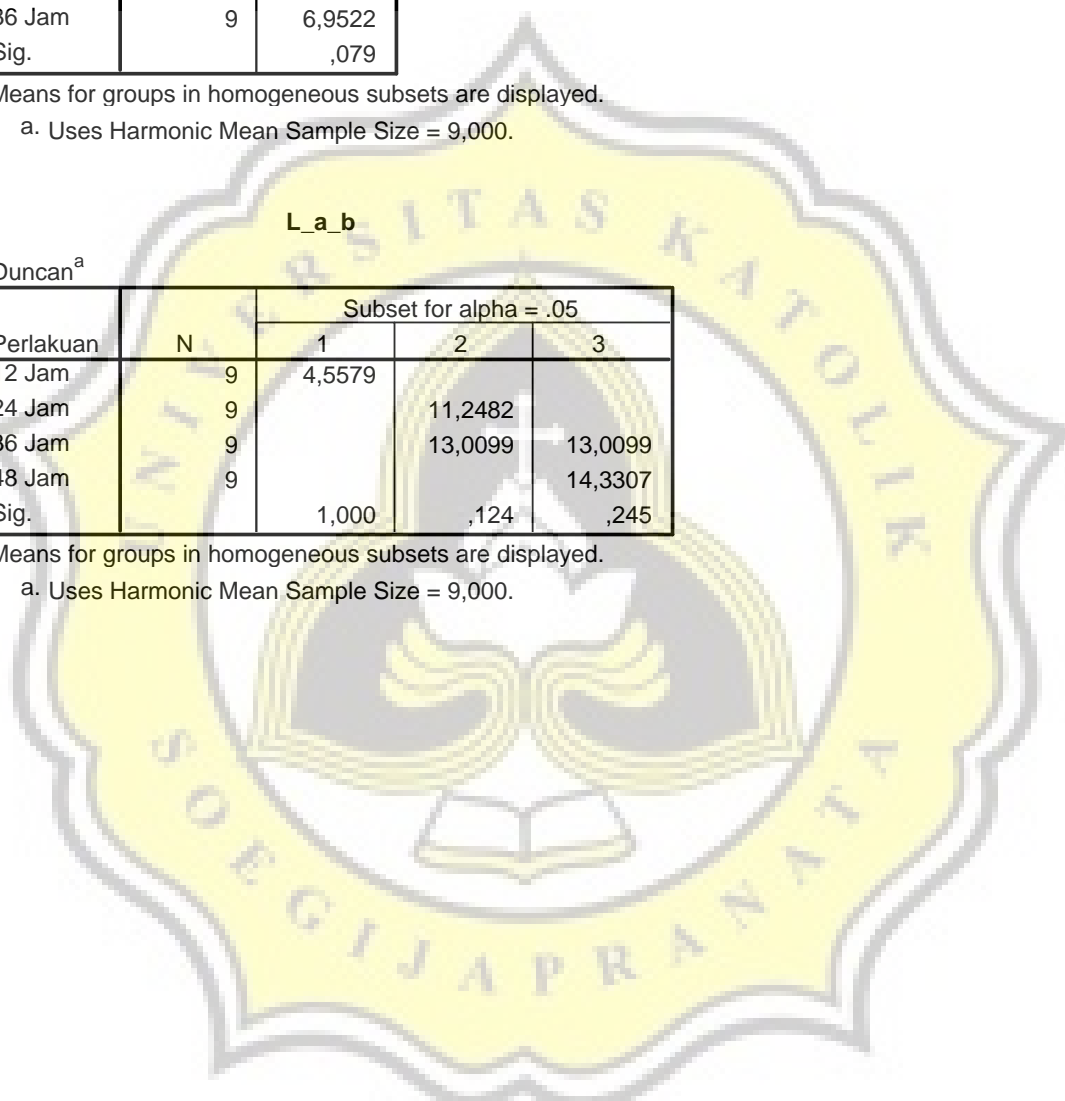 36 Jam 9 6,9522
Sig. ,079
Means for groups in homogeneous subsets are displayed.
a. Uses Harmonic Mean Sample Size = 9,000.
L_a_b
Duncan a
Subset for alpha = .05
Perlakuan N 1 2 3
2 Jam 9 4,5579
24 Jam 9 11,2482
36 Jam 9 13,0099 13,0099
48 Jam 9 14,3307
Sig. 1,000 ,124 ,245
Means for groups in homogeneous subsets are displayed.
a. Uses Harmonic Mean Sample Size = 9,000.
UNIVERSITAS KATOLIK
SOEGIJAPRANATA